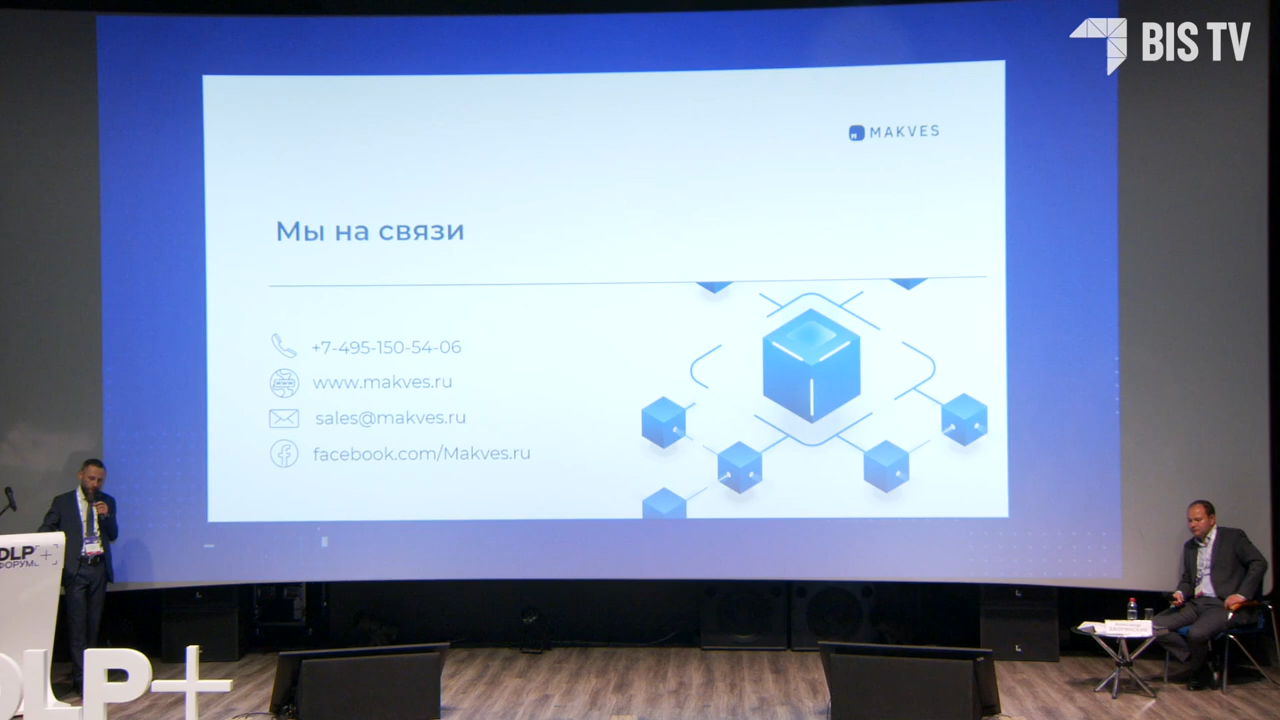 BIS TV
MAKVES
Мы на связи
+7-495-150-54-06
www.makves.ru
sales@makves.ru
facebook.com/Makves.ru
DLP+
ФОРУМ
DLP+